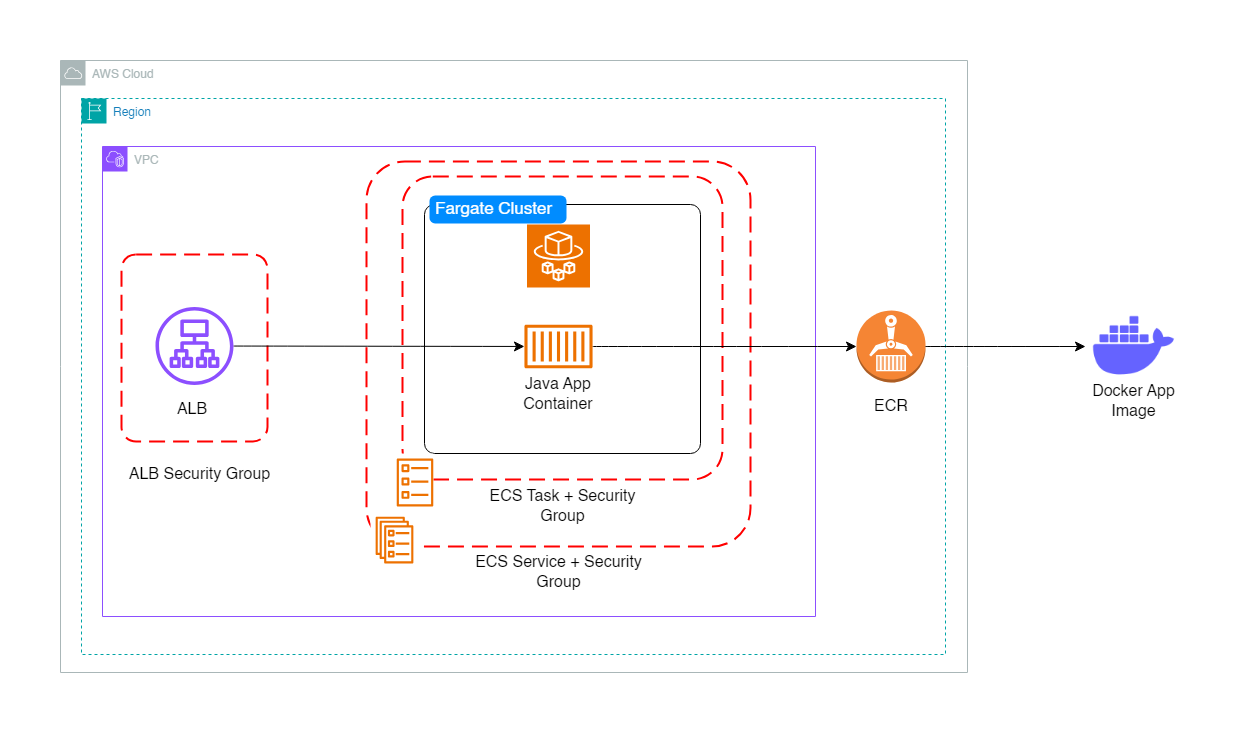 AWS Cloud
Region
VPC
Fargate Cluster
Java App
Container
ALB
ALB Security Group
ECS Task + Security
Group
ECS Service + Security
Group
ECR
Docker App
Image